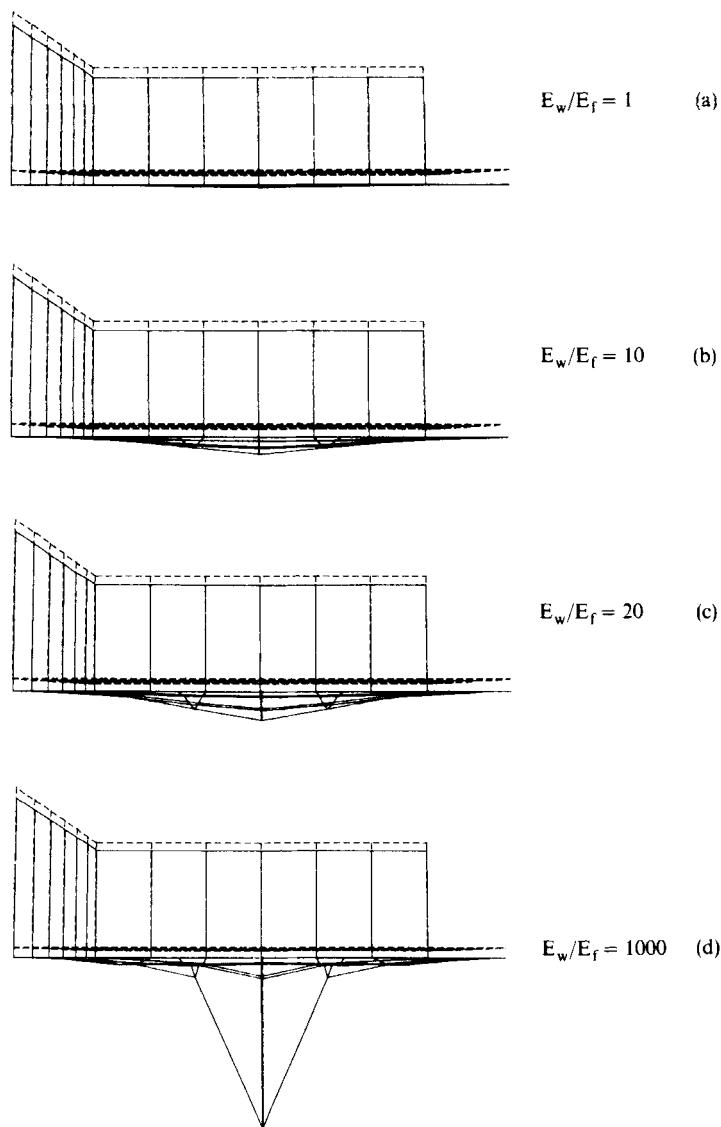 E_w/E_f = 1 (a)
E_w/E_f = 10 (b)
E_w/E_f = 20 (c)
E_w/E_f = 1000 (d)